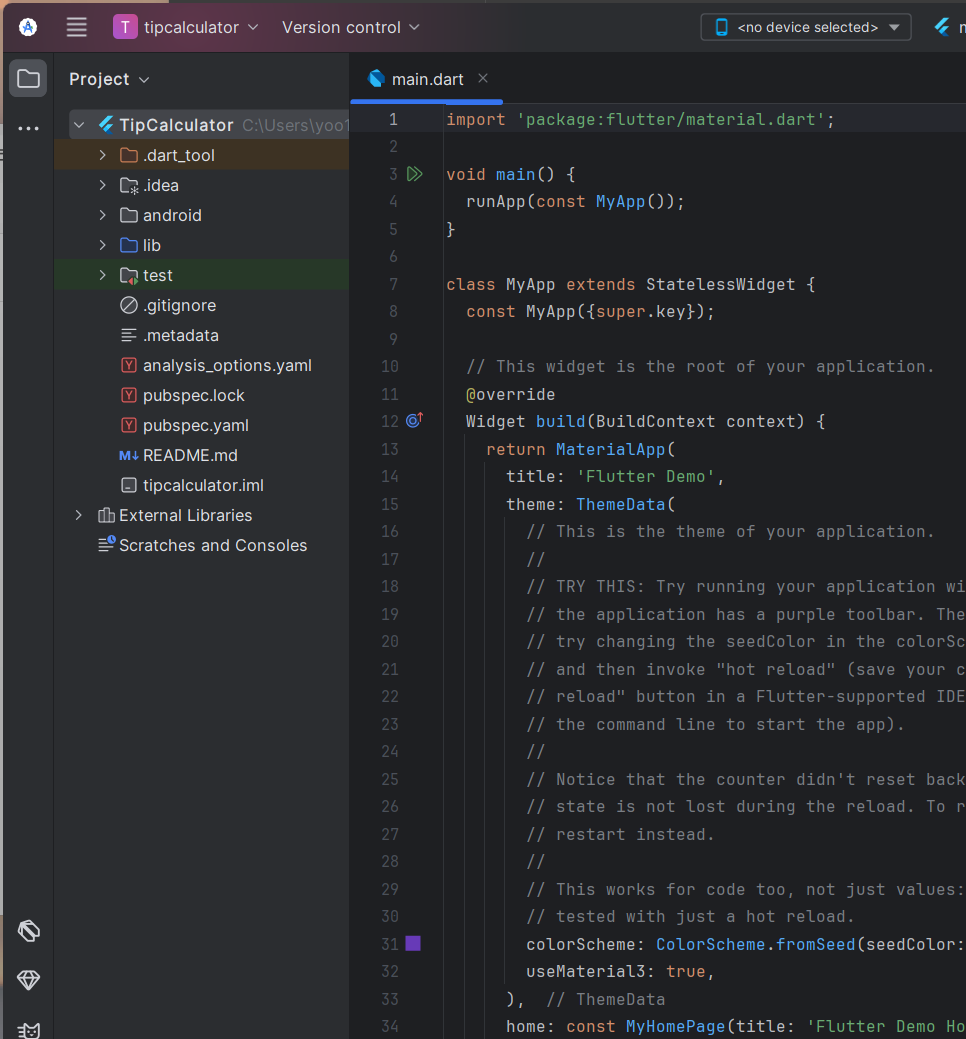 T tipcalculator Version control <no device selected>
Project
main.dart
TipCalculator C:\Users\yoo1
.dart_tool
.idea
android
lib
test
.gitignore
.metadata
analysis_options.yaml
pubspec.lock
pubspec.yaml
README.md
tipcalculator.iml
External Libraries
Scratches and Consoles
1 import 'package:flutter/material.dart';
2
3 void main() {
4 runApp(const MyApp());
5 }
6
7 class MyApp extends StatelessWidget {
8 const MyApp({super.key});
9
10 // This widget is the root of your application.
11 @override
12 Widget build(BuildContext context) {
13 return MaterialApp(
14 title: 'Flutter Demo',
15 theme: ThemeData(
16 // This is the theme of your application.
17 //
18 // TRY THIS: Try running your application wi
19 // the application has a purple toolbar. The
20 // try changing the seedColor in the colorSc
21 // and then invoke "hot reload" (save your c
22 // reload" button in a Flutter-supported IDE
23 // the command line to start the app).
24 //
25 // Notice that the counter didn't reset back
26 // state is not lost during the reload. To r
27 // restart instead.
28 //
29 // This works for code too, not just values:
30 // tested with just a hot reload.
31 colorScheme: ColorScheme.fromSeed(seedColor:
32 useMaterial3: true,
33 ), // ThemeData
34 home: const MyHomePage(title: 'Flutter Demo Ho